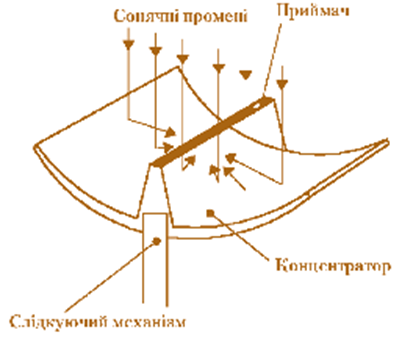 Сонячні промені
Приймач
Концентратор
Слідкуючий механізм